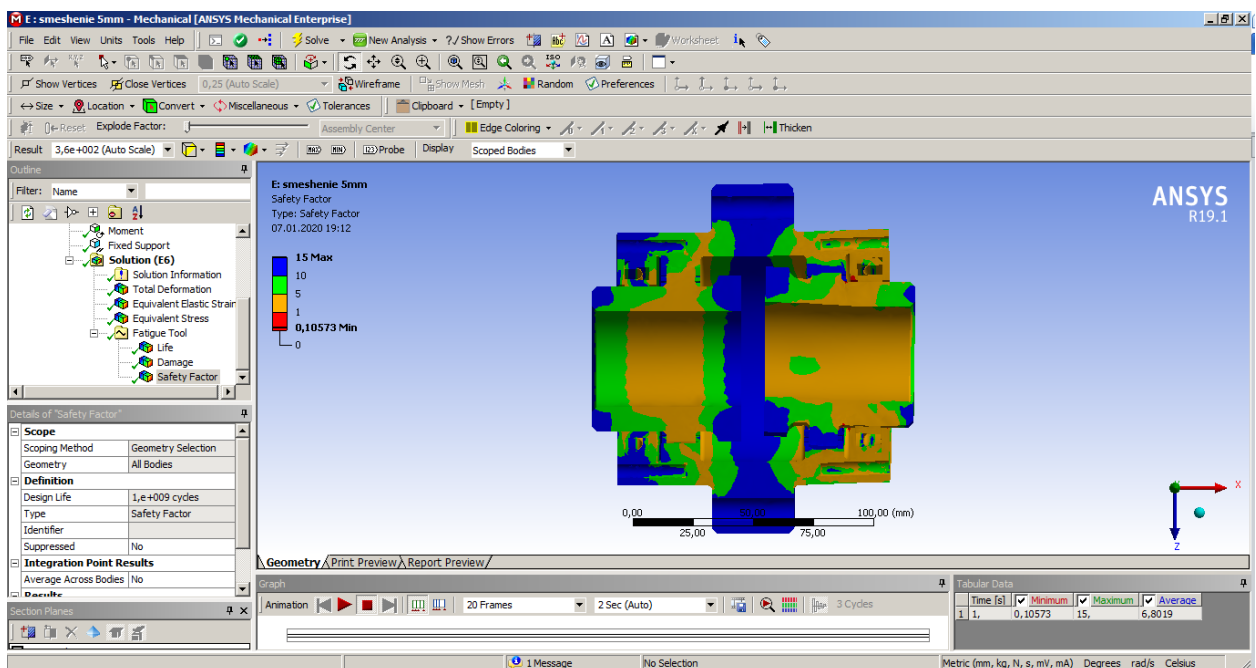 E : smeshenie 5mm - Mechanical [ANSYS Mechanical Enterprise]
File Edit View Units Tools Help Solve New Analysis ?/ Show Errors Worksheet
Show Vertices Close Vertices 0,25 (Auto Scale) Wireframe Show Mesh Random Preferences
Size Location Convert Miscellaneous Tolerances Clipboard [Empty]
Reset Explode Factor: Assembly Center Edge Coloring Thicken
Result 3,6e+002 (Auto Scale) MAX MIN Probe Display Scoped Bodies
Outline
Filter: Name
Moment
Fixed Support
Solution (E6)
Solution Information
Total Deformation
Equivalent Elastic Strain
Equivalent Stress
Fatigue Tool
Life
Damage
Safety Factor
Details of "Safety Factor"
Scope
Scoping Method Geometry Selection
Geometry All Bodies
Definition
Design Life 1,e+009 cycles
Type Safety Factor
Identifier
Suppressed No
Integration Point Results
Average Across Bodies No
Results
Section Planes
E: smeshenie 5mm
Safety Factor
Type: Safety Factor
07.01.2020 19:12
15 Max
10
5
1
0,10573 Min
0
ANSYS
R19.1
0,00 50,00 100,00 (mm)
25,00 75,00
X
Z
Geometry Print Preview Report Preview
Graph
Animation 20 Frames 2 Sec (Auto) 3 Cycles
Tabular Data
Time [s] Minimum Maximum Average
1 1, 0,10573 15, 6,8019
1 Message No Selection Metric (mm, kg, N, s, mV, mA) Degrees rad/s Celsius